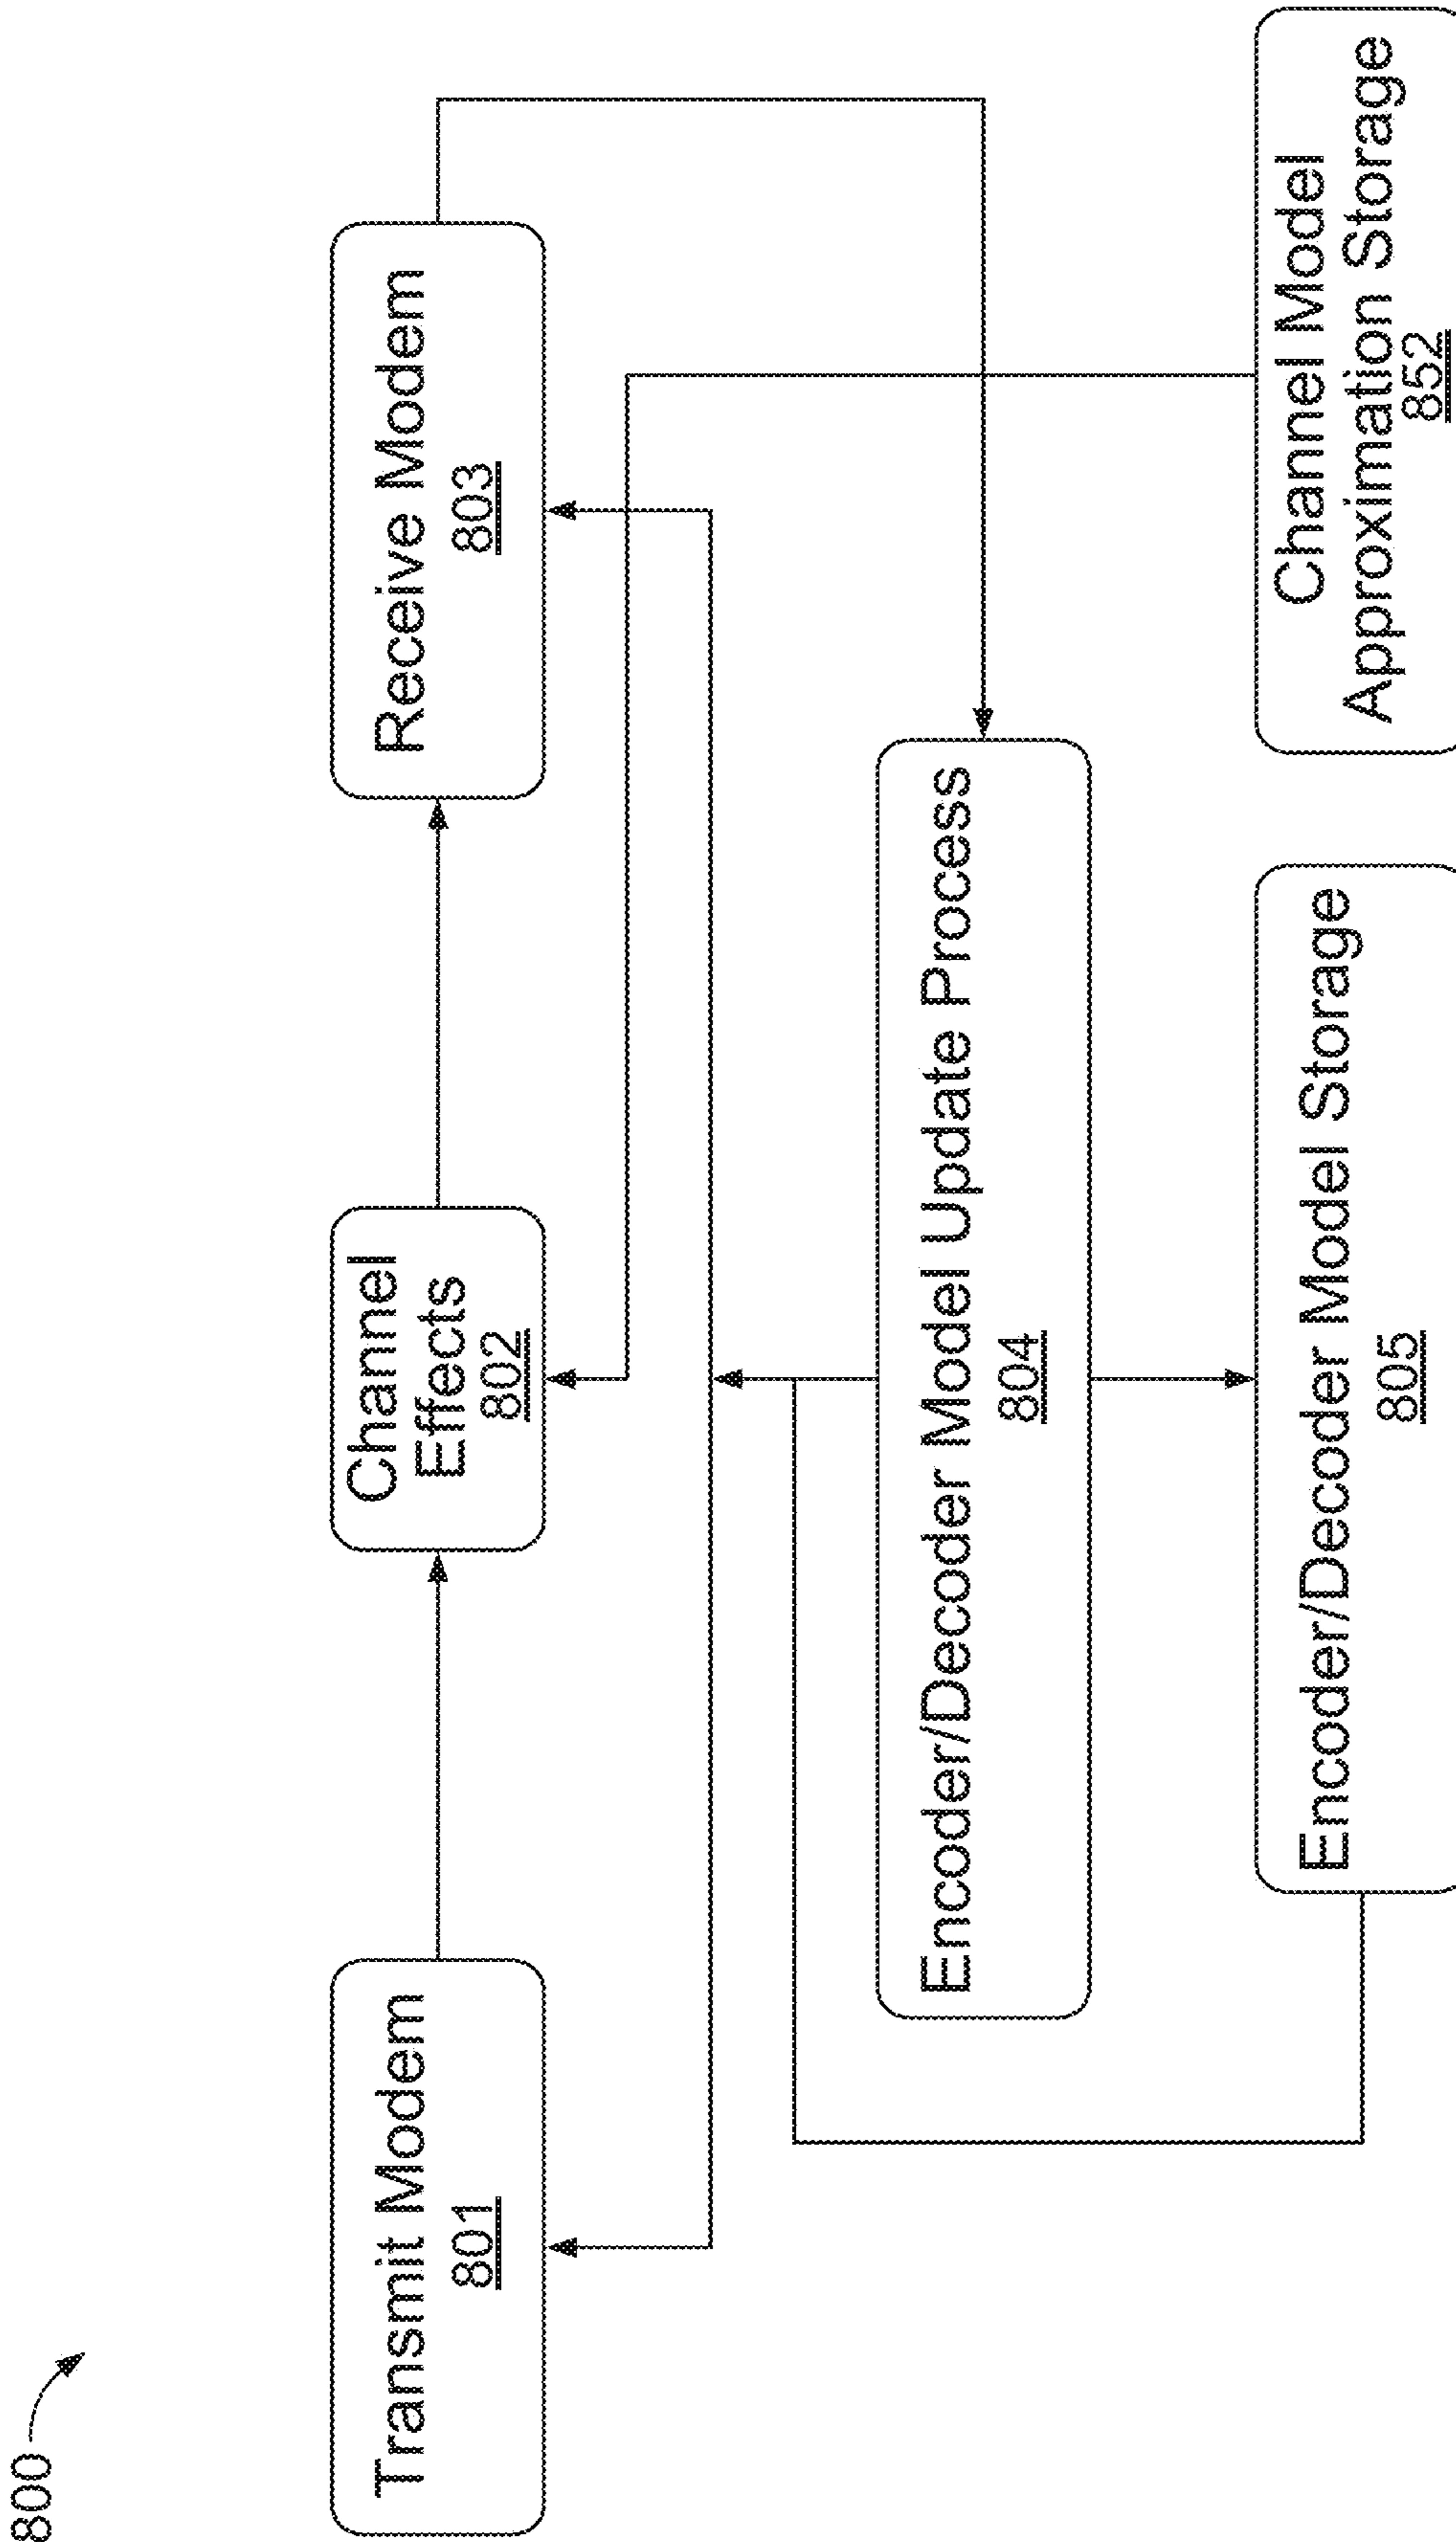 800
Transmit Modem
801
Channel
Effects
802
Receive Modem
803
Encoder/Decoder Model Update Process
804
Encoder/Decoder Model Storage
805
Channel Model
Approximation Storage
852